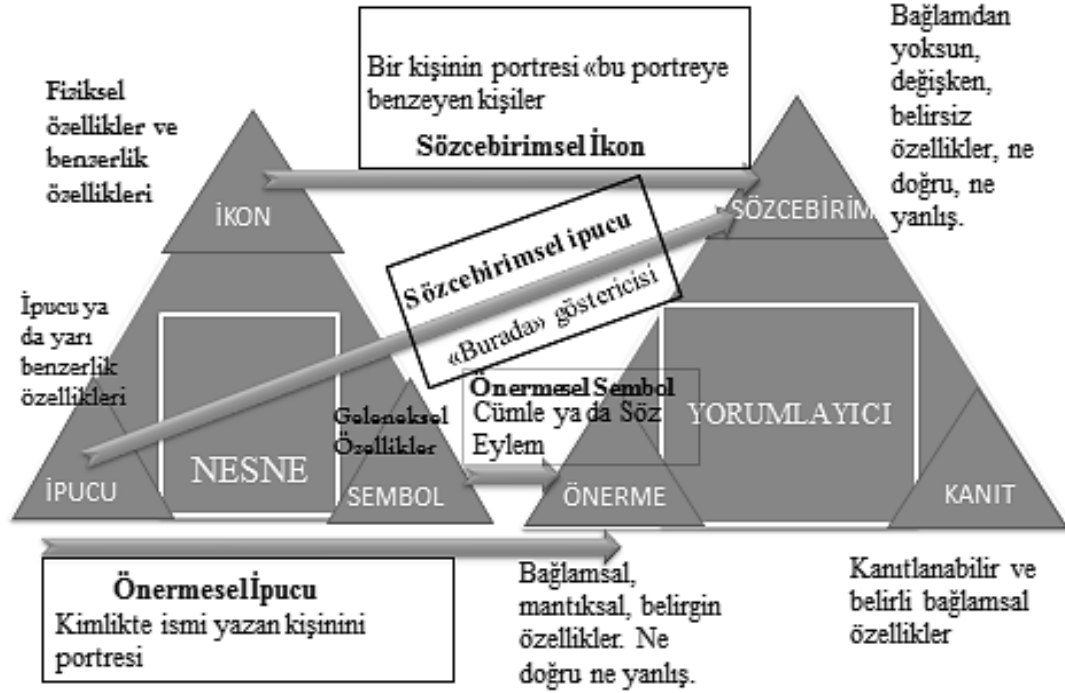 Fiziksel
özellikler ve
benzerlik
özellikleri
Bir kişinin portresi «bu portreye
benzeyen kişiler
Sözcebirimsel İkon
Bağlamdan
yoksun,
değişken,
belirsiz
özellikler, ne
doğru, ne
yanlış.
İKON
SÖZCEBİRİM
Sözcebirimsel ipucu
«Burada» göstericisi
İpucu ya
da yarı
benzerlik
özellikleri
Geleneksel
Özellikler
Önermesel Sembol
Cümle ya da Söz
Eylem
NESNE
YORUMLAYICI
İPUCU
SEMBOL
ÖNERME
KANIT
Önermesel İpucu
Kimlikte ismi yazan kişinini
portresi
Bağlamsal,
mantıksal, belirgin
özellikler. Ne
doğru ne yanlış.
Kanıtlanabilir ve
belirli bağlamsal
özellikler